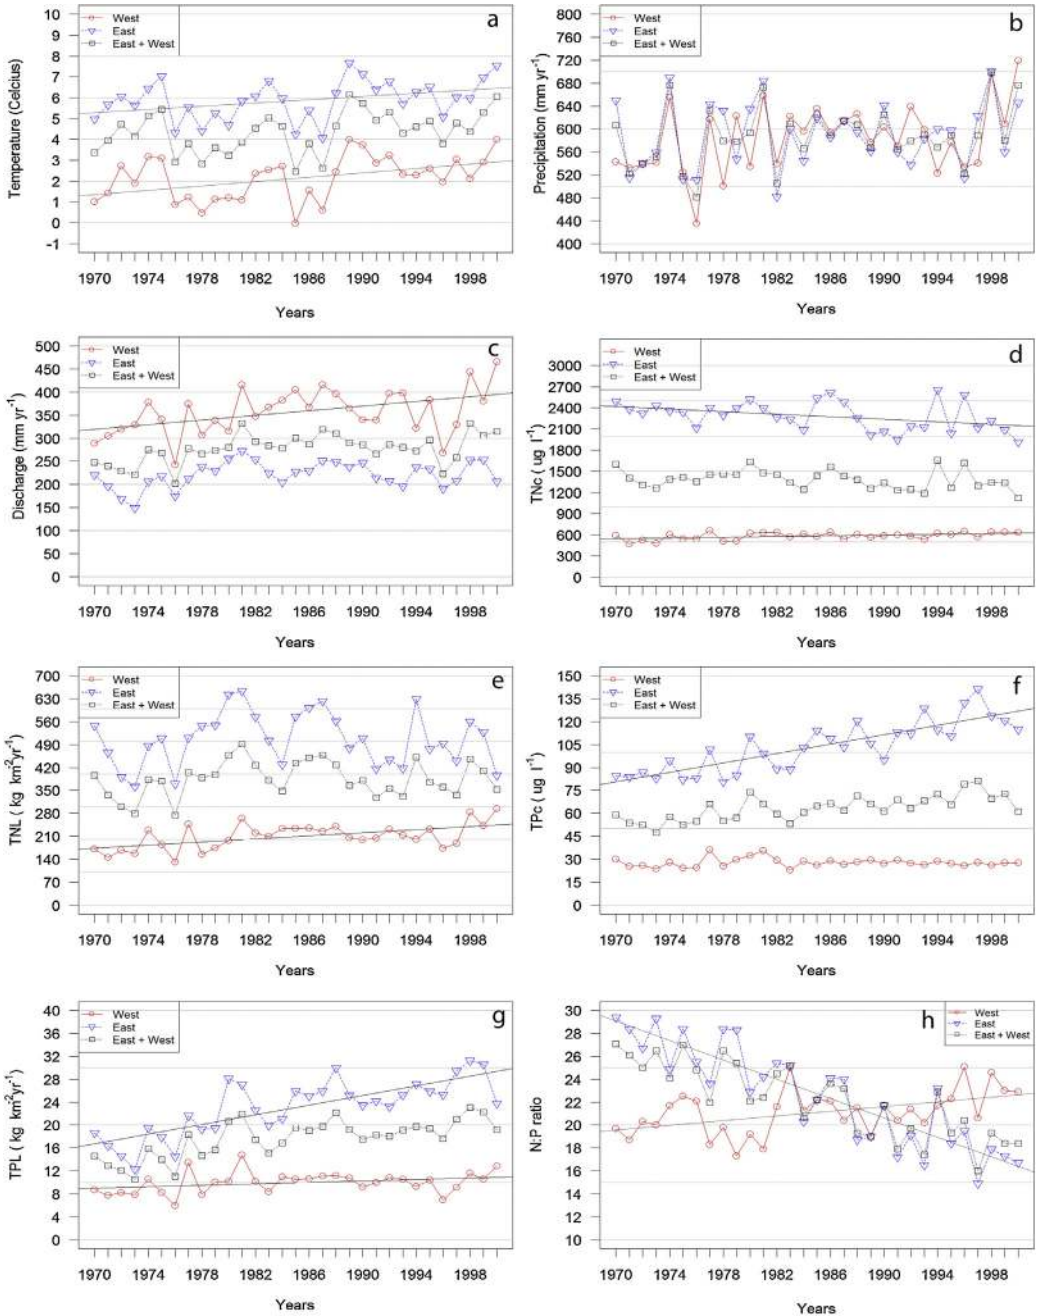 a
West
East
East + West
Temperature (Celcius)
10
9
8
7
6
5
4
3
2
1
0
-1
1970 1974 1978 1982 1986 1990 1994 1998
Years
b
West
East
East + West
Precipitation (mm yr⁻¹)
800
760
720
680
640
600
560
520
480
440
400
1970 1974 1978 1982 1986 1990 1994 1998
Years
c
West
East
East + West
Discharge (mm yr⁻¹)
500
450
400
350
300
250
200
150
100
50
0
1970 1974 1978 1982 1986 1990 1994 1998
Years
d
West
East
East + West
TNc ( ug l⁻¹)
3000
2700
2400
2100
1800
1500
1200
900
600
300
0
1970 1974 1978 1982 1986 1990 1994 1998
Years
e
West
East
East + West
TNL ( kg km⁻²yr⁻¹)
700
630
560
490
420
350
280
210
140
70
0
1970 1974 1978 1982 1986 1990 1994 1998
Years
f
West
East
East + West
TPc ( ug l⁻¹)
150
135
120
105
90
75
60
45
30
15
0
1970 1974 1978 1982 1986 1990 1994 1998
Years
g
West
East
East + West
TPL ( kg km⁻²yr⁻¹)
40
36
32
28
24
20
16
12
8
4
0
1970 1974 1978 1982 1986 1990 1994 1998
Years
h
West
East
East + West
N:P ratio
30
28
26
24
22
20
18
16
14
12
10
1970 1974 1978 1982 1986 1990 1994 1998
Years